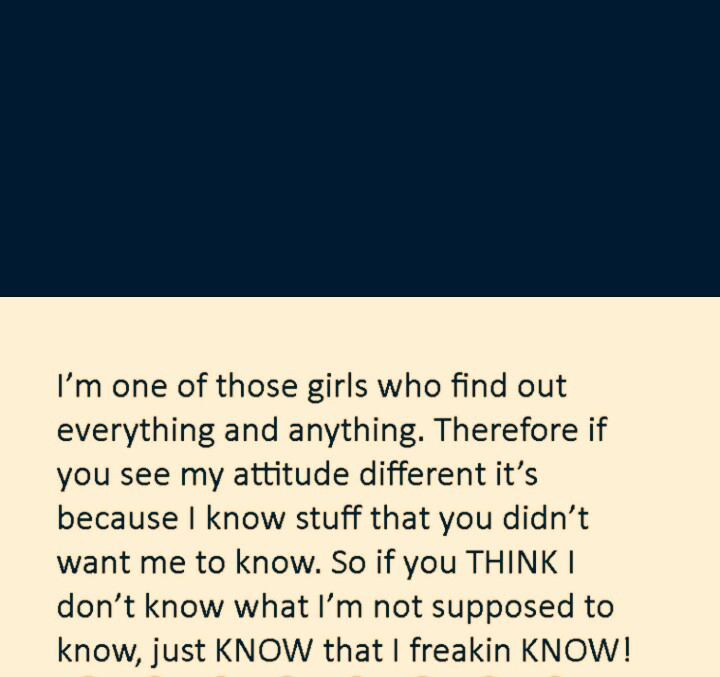 I’m one of those girls who find out
everything and anything. Therefore if
you see my attitude different it’s
because I know stuff that you didn’t
want me to know. So if you THINK I
don’t know what I’m not supposed to
know, just KNOW that I freakin KNOW!